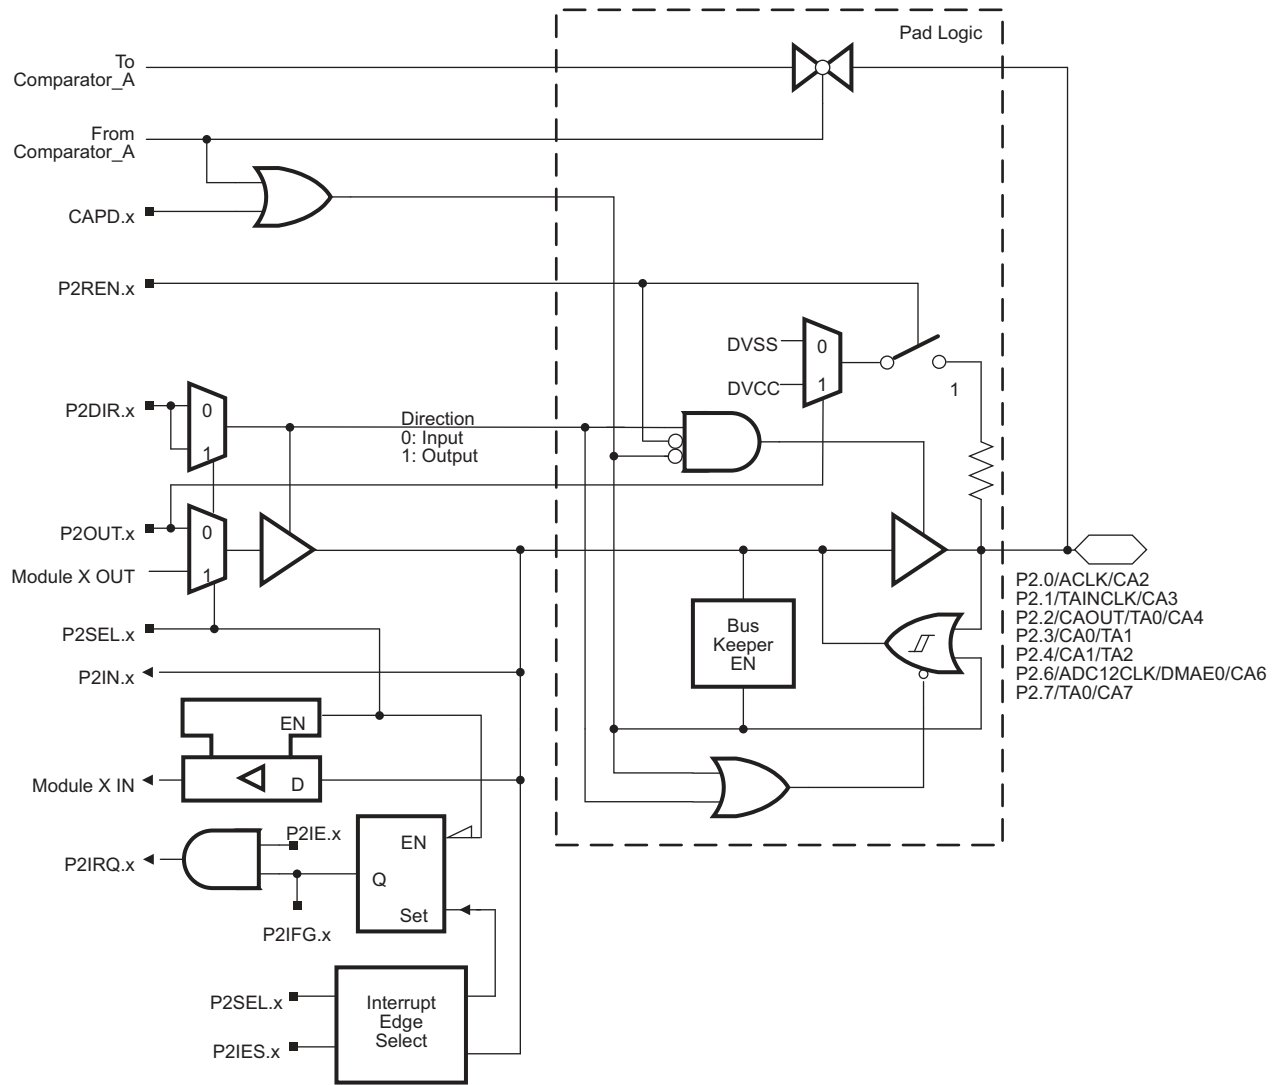 Pad Logic
To
Comparator_A
From
Comparator_A
CAPD.x
P2REN.x
DVSS
0
DVCC
1
1
P2DIR.x
0
1
Direction
0: Input
1: Output
P2OUT.x
0
Module X OUT
1
P2SEL.x
P2IN.x
Bus
Keeper
EN
P2.0/ACLK/CA2
P2.1/TAINCLK/CA3
P2.2/CAOUT/TA0/CA4
P2.3/CA0/TA1
P2.4/CA1/TA2
P2.6/ADC12CLK/DMAE0/CA6
P2.7/TA0/CA7
EN
Module X IN
D
P2IE.x
P2IRQ.x
EN
Q
Set
P2IFG.x
P2SEL.x
P2IES.x
Interrupt
Edge
Select